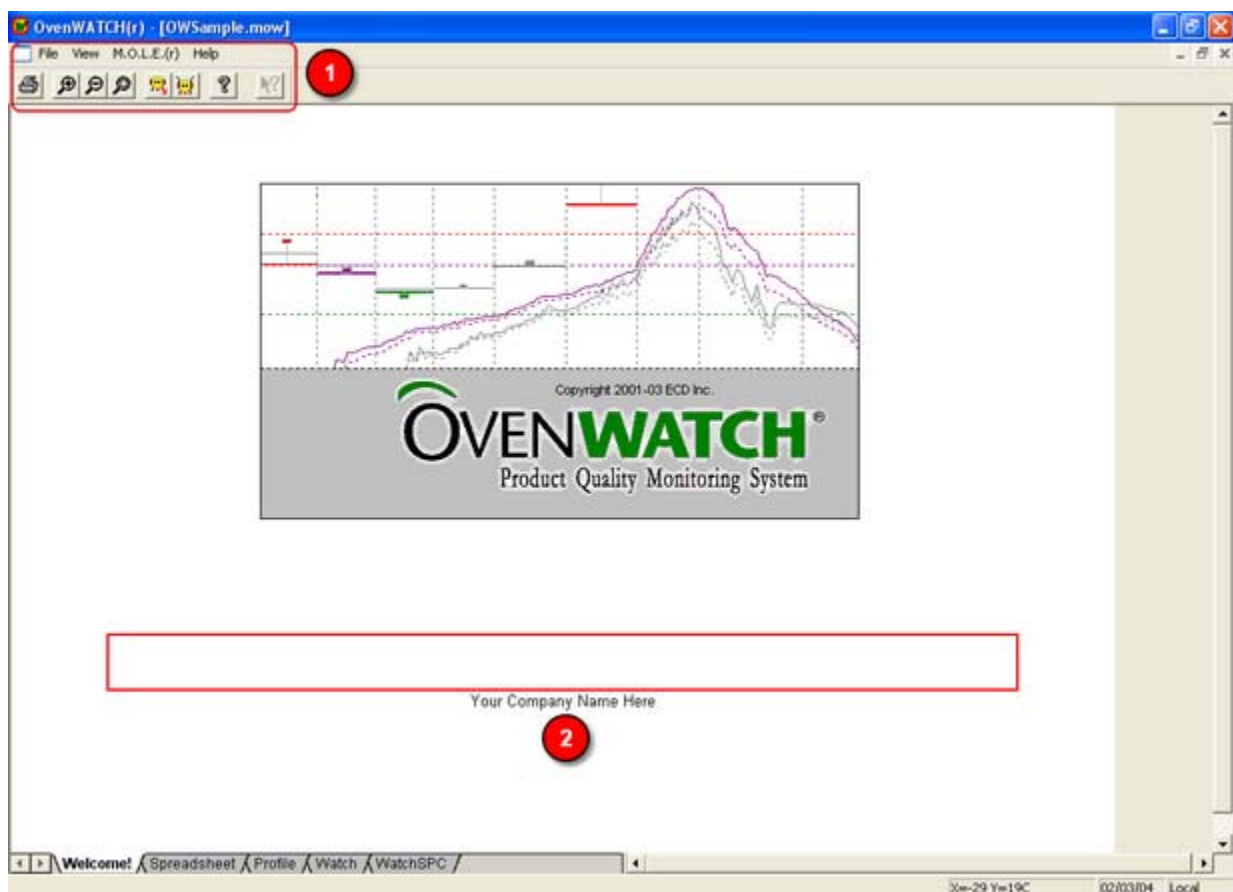 OvenWATCH(r) - [OWSample.mow]
File View M.O.L.E.(r) Help
1
Copyright 2001-03 ECD Inc.
OVENWATCH®
Product Quality Monitoring System
Your Company Name Here
2
Welcome! Spreadsheet Profile Watch WatchSPC
X=-29 Y=19C 02/03/04 Local